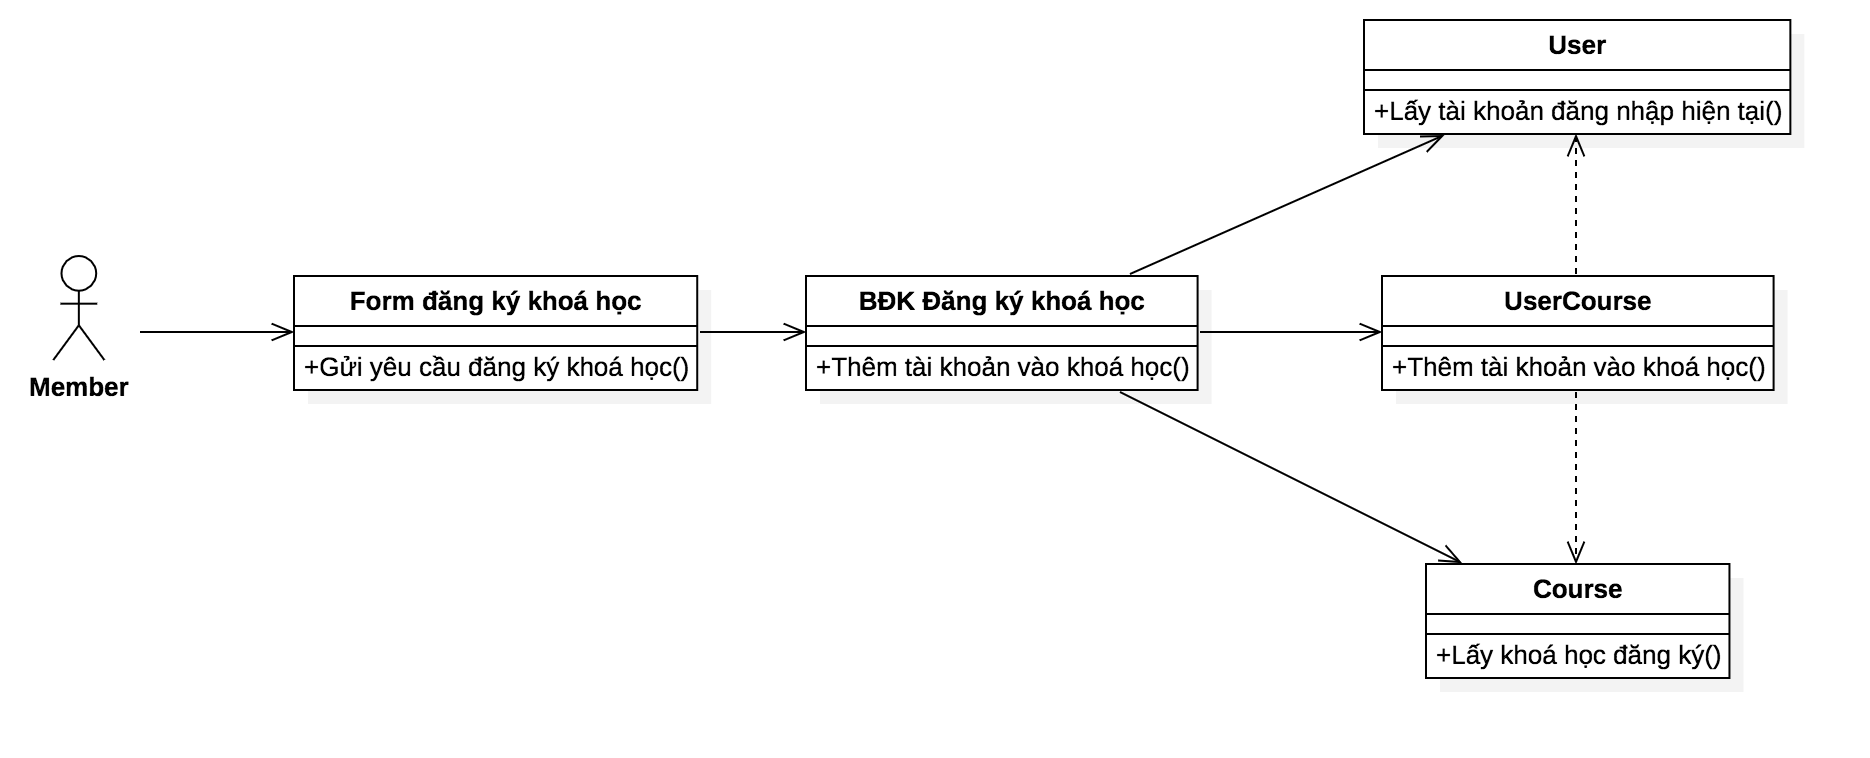 User
+Lấy tài khoản đăng nhập hiện tại()
Member
Form đăng ký khoá học
+Gửi yêu cầu đăng ký khoá học()
BĐK Đăng ký khoá học
+Thêm tài khoản vào khoá học()
UserCourse
+Thêm tài khoản vào khoá học()
Course
+Lấy khoá học đăng ký()